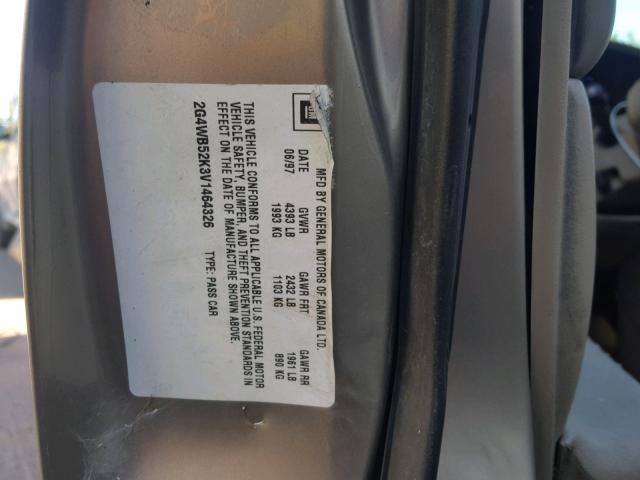 GM
MFD BY GENERAL MOTORS OF CANADA LTD.
DATE GVWR GAWR FRT GAWR RR
06/97 4393 LB 2432 LB 1961 LB
1993 KG 1103 KG 890 KG
THIS VEHICLE CONFORMS TO ALL APPLICABLE U.S. FEDERAL MOTOR
VEHICLE SAFETY, BUMPER, AND THEFT PREVENTION STANDARDS IN
EFFECT ON THE DATE OF MANUFACTURE SHOWN ABOVE.
2G4WB52K3V1464326 TYPE: PASS CAR